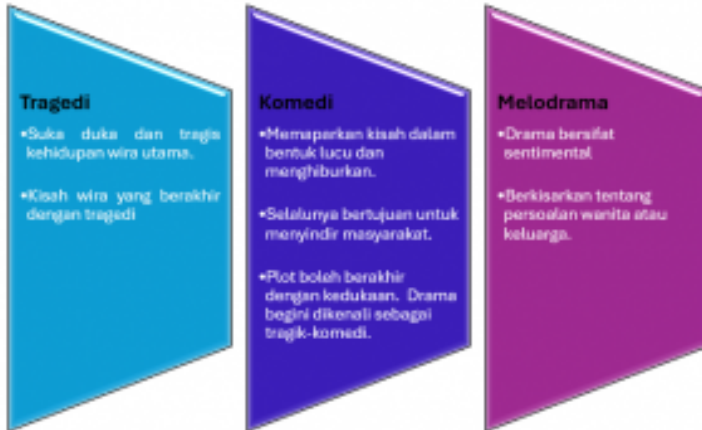 Tragedi
•Suka duka dan tragis
kehidupan wira utama.
•Kisah wira yang berakhir
dengan tragedi
Komedi
•Memaparkan kisah dalam
bentuk lucu dan
menghiburkan.
•Selalunya bertujuan untuk
menyindir masyarakat.
•Plot boleh berakhir
dengan kedukaan. Drama
begini dikenali sebagai
tragik-komedi.
Melodrama
•Drama bersifat
sentimental
•Berkisarkan tentang
persoalan wanita atau
keluarga.